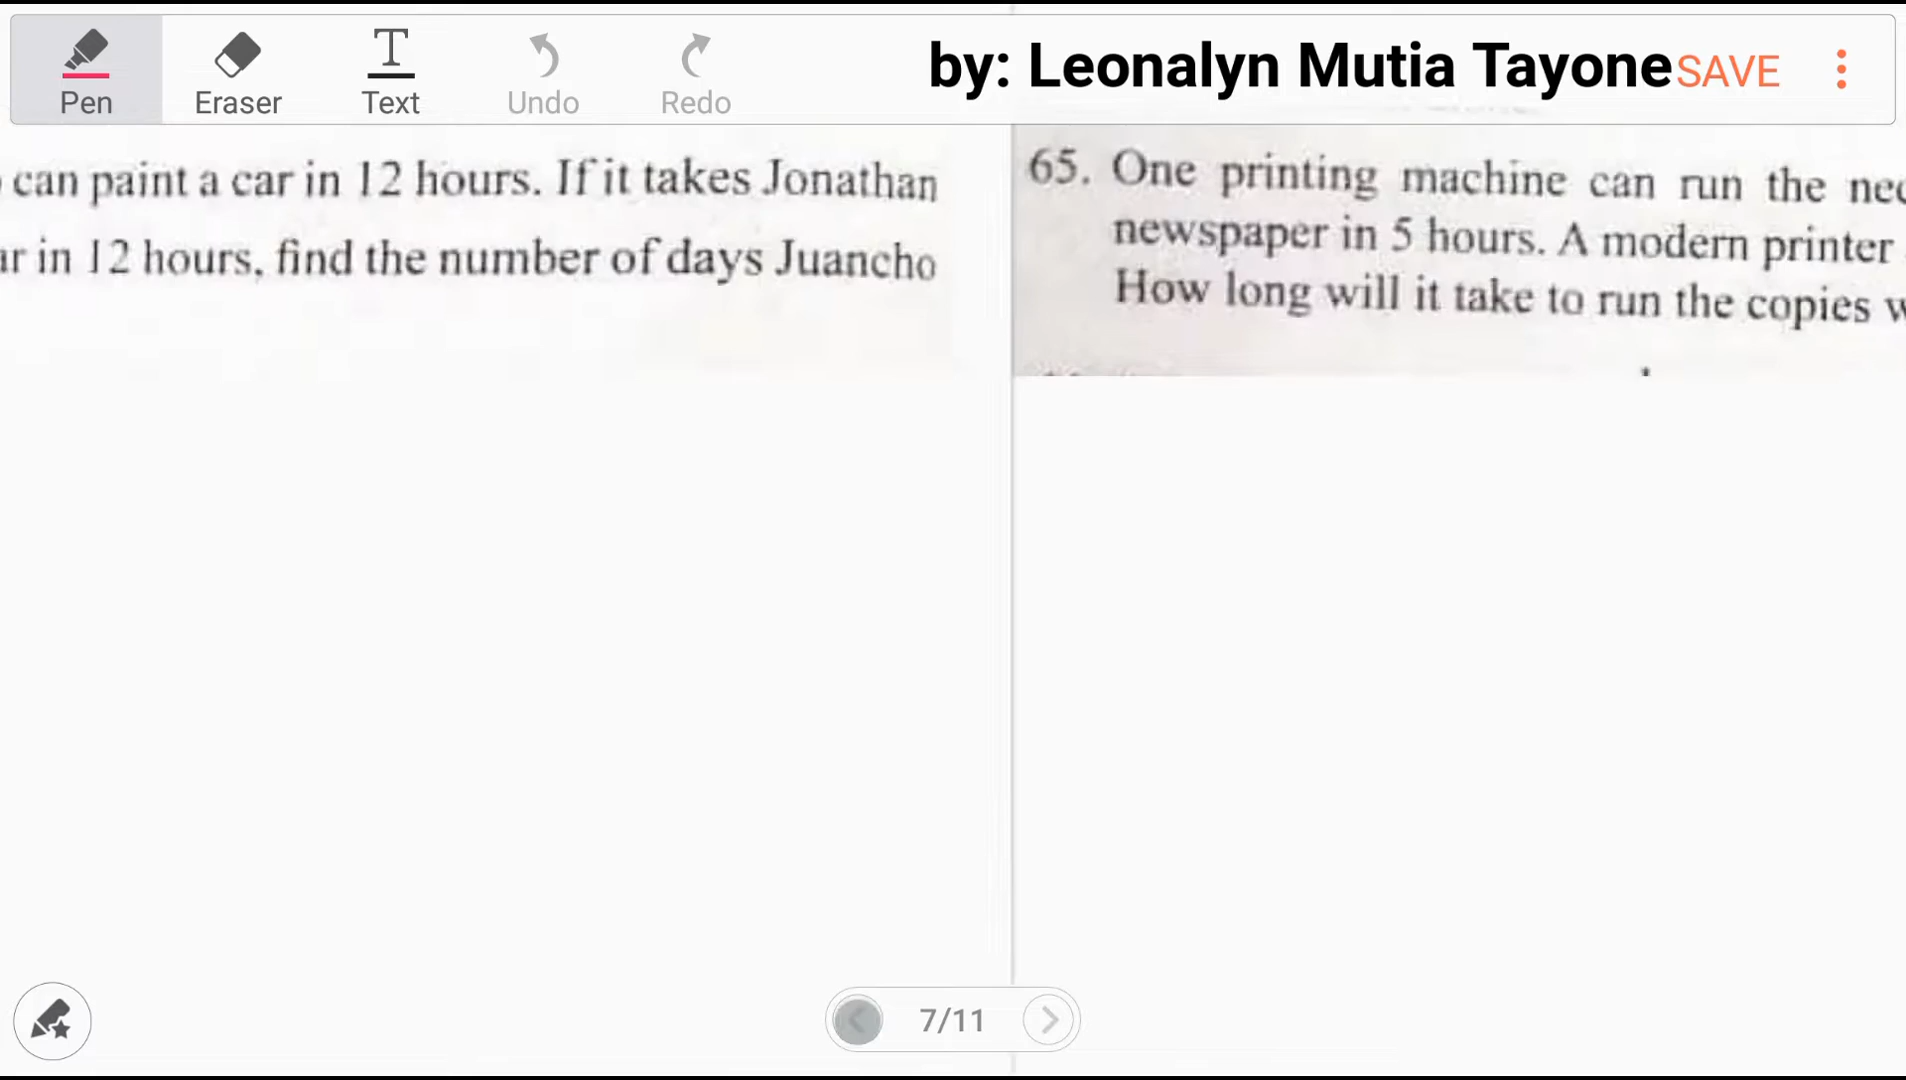 Pen
Eraser
Text
Undo
Redo
by: Leonalyn Mutia Tayone
SAVE
can paint a car in 12 hours. If it takes Jonathan
in 12 hours, find the number of days Juancho
65. One printing machine can run the
newspaper in 5 hours. A modern printer
How long will it take to run the copies
7/11